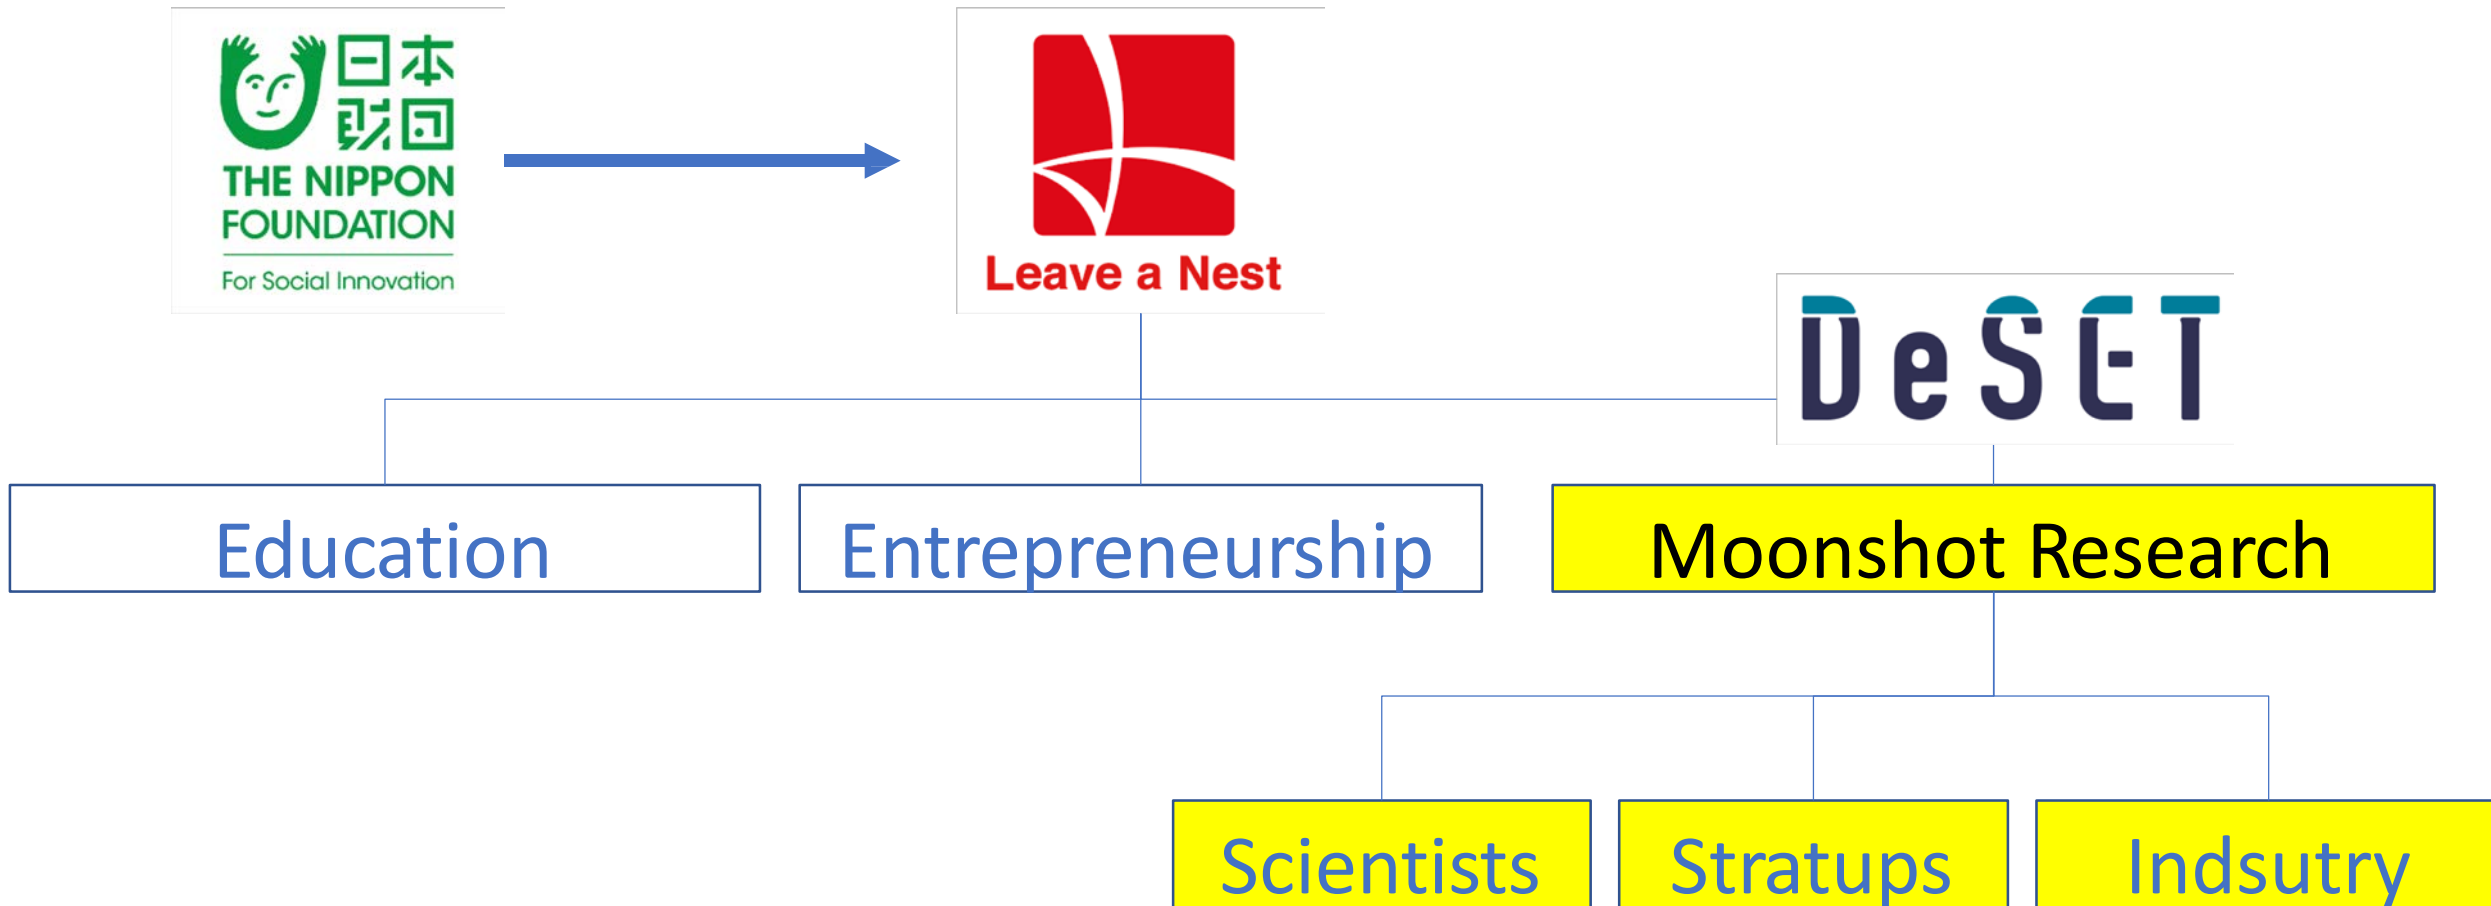 日本
財団
THE NIPPON
FOUNDATION
For Social Innovation
Leave a Nest
DeSET
Education
Entrepreneurship
Moonshot Research
Scientists
Stratups
Indsutry